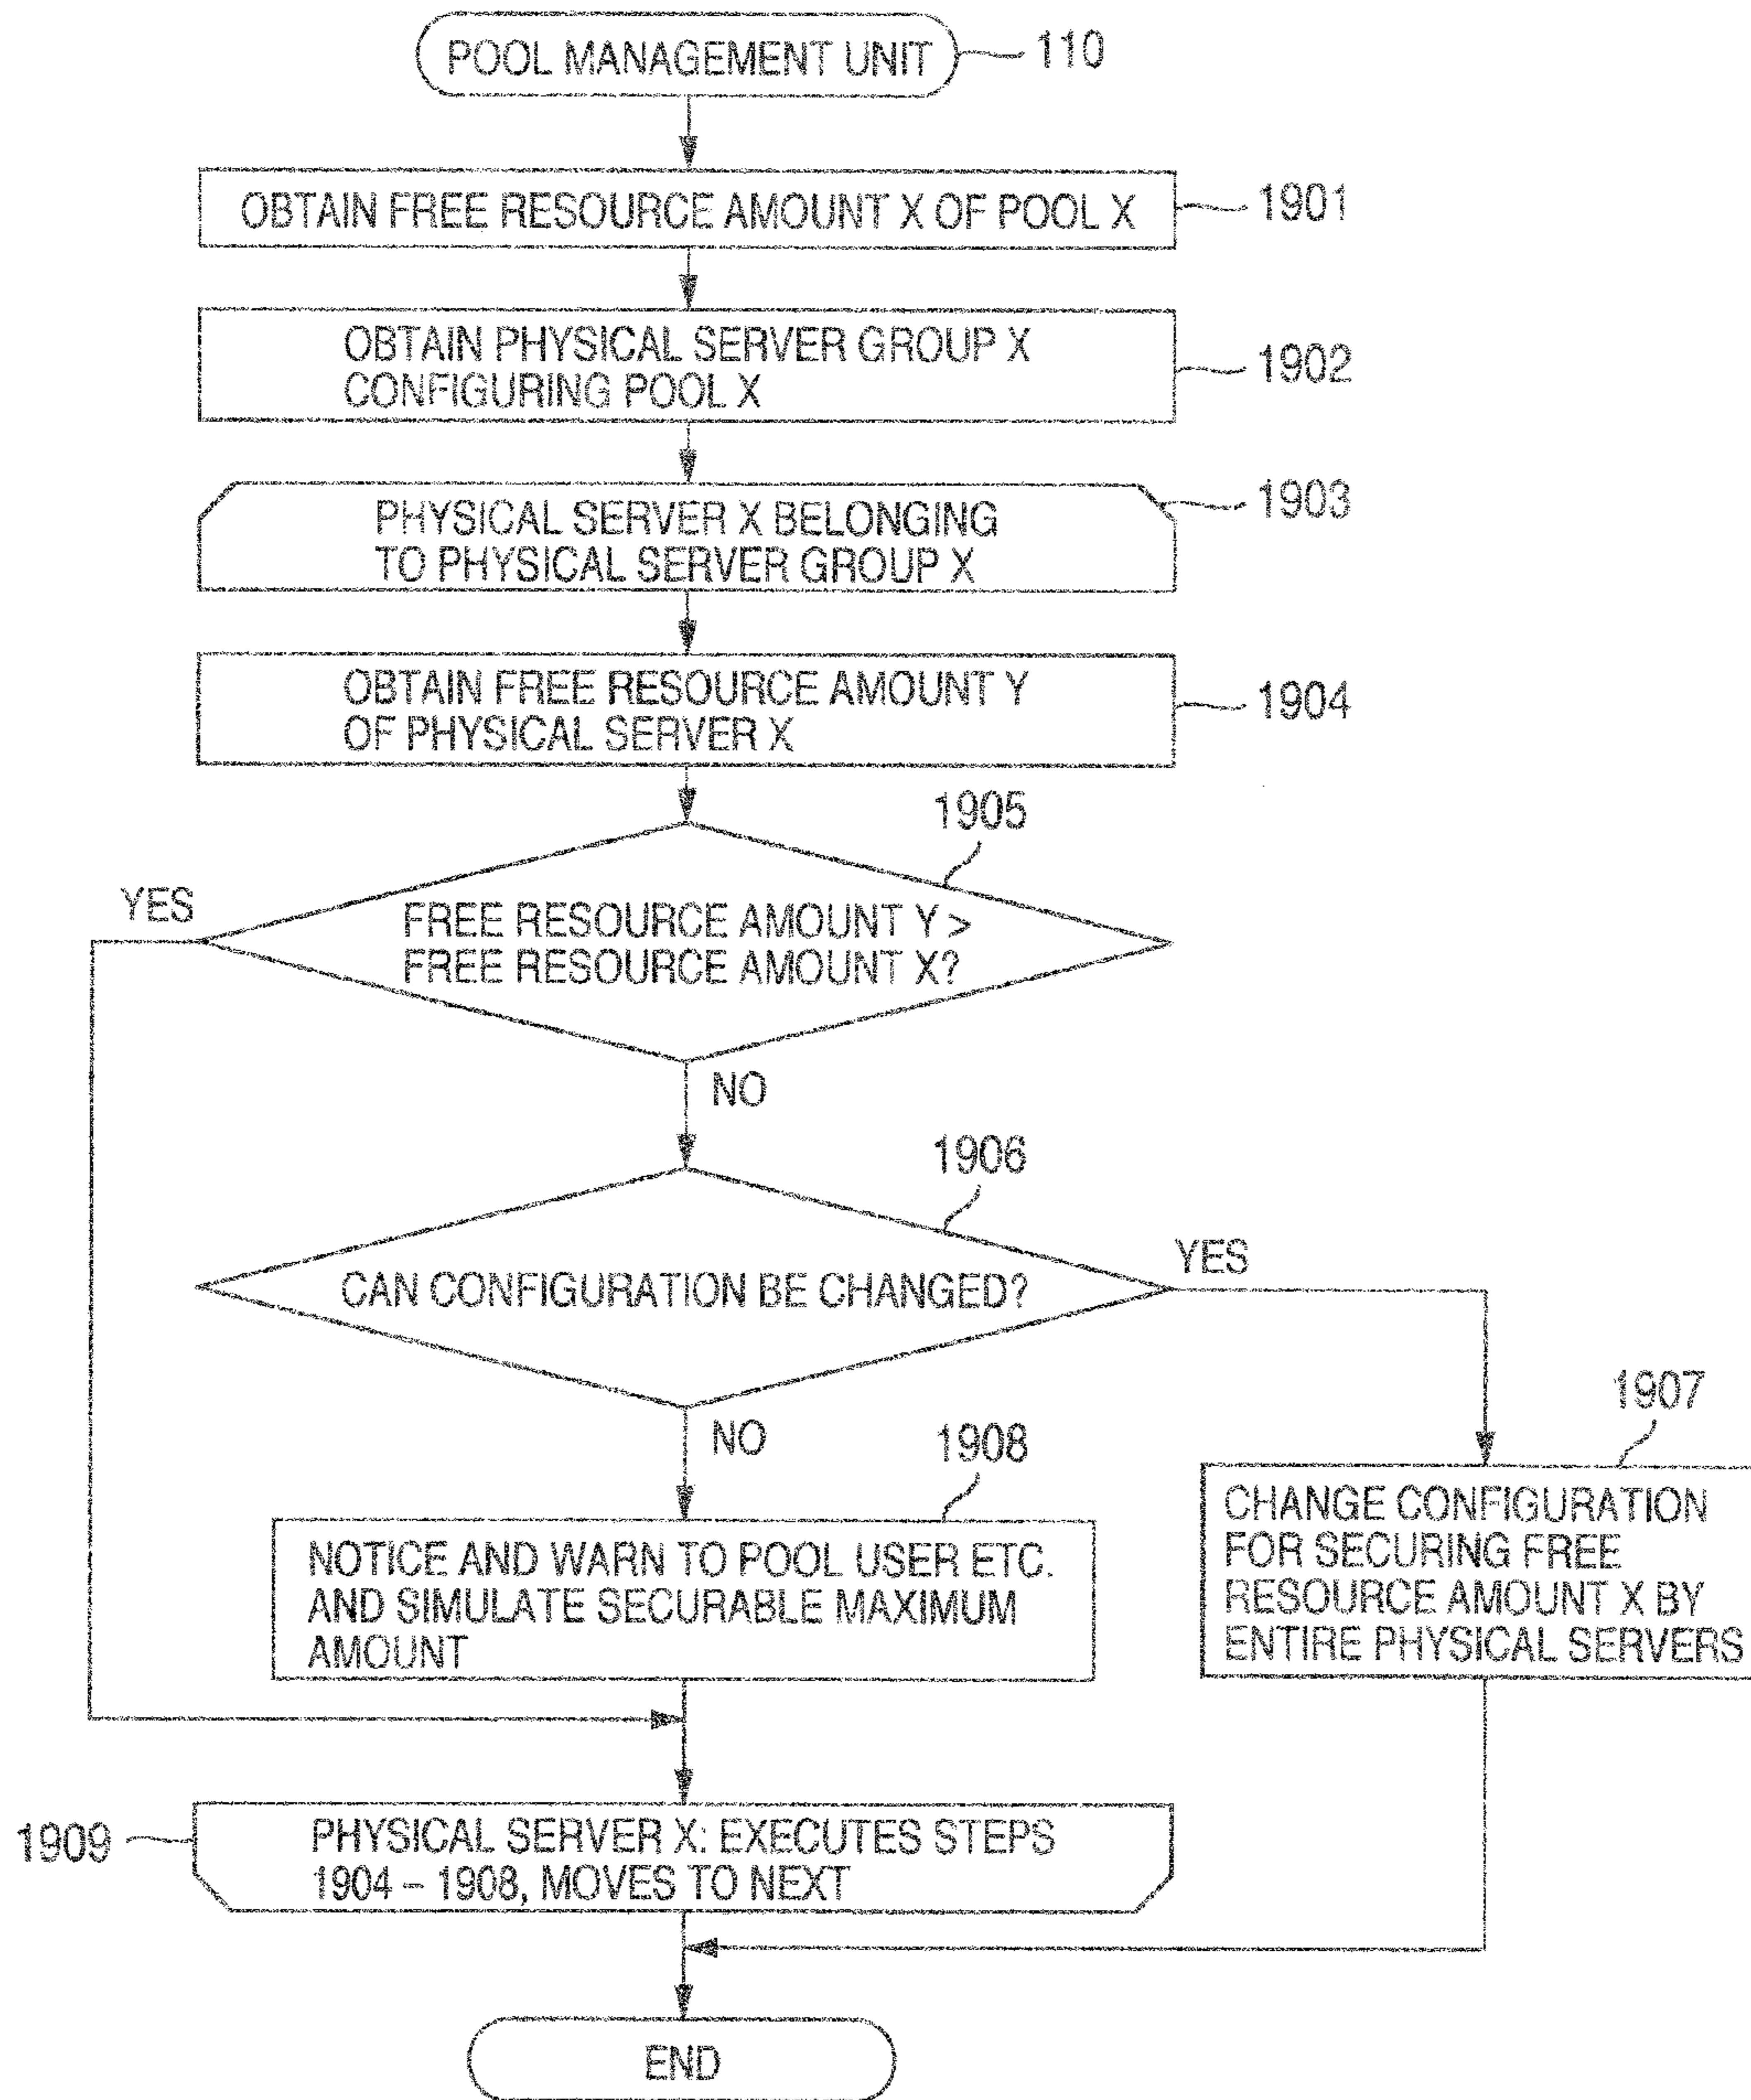 POOL MANAGEMENT UNIT
110
OBTAIN FREE RESOURCE AMOUNT X OF POOL X
1901
OBTAIN PHYSICAL SERVER GROUP X
CONFIGURING POOL X
1902
PHYSICAL SERVER X BELONGING
TO PHYSICAL SERVER GROUP X
1903
OBTAIN FREE RESOURCE AMOUNT Y
OF PHYSICAL SERVER X
1904
1905
YES
FREE RESOURCE AMOUNT Y >
FREE RESOURCE AMOUNT X?
NO
1906
CAN CONFIGURATION BE CHANGED?
YES
NO
1907
CHANGE CONFIGURATION
FOR SECURING FREE
RESOURCE AMOUNT X BY
ENTIRE PHYSICAL SERVERS
1908
NOTICE AND WARN TO POOL USER ETC.
AND SIMULATE SECURABLE MAXIMUM
AMOUNT
1909
PHYSICAL SERVER X: EXECUTES STEPS
1904 – 1908, MOVES TO NEXT
END